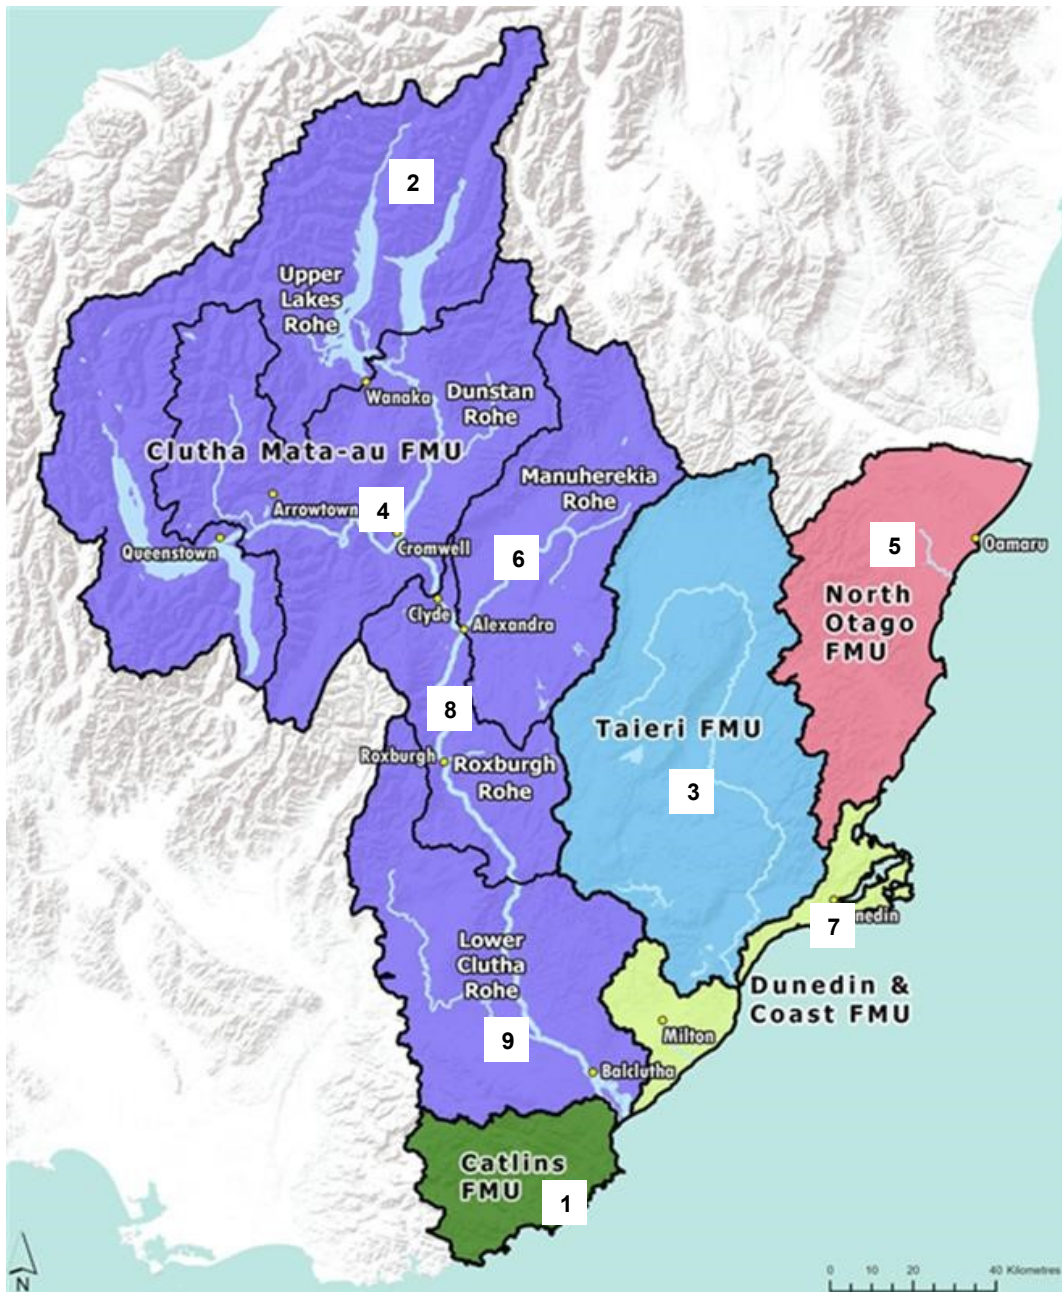 2
Upper
Lakes
Rohe
Wanaka
Dunstan
Rohe
Clutha Mata-au FMU
Manuherekia
Rohe
Arrowtown
4
Queenstown
Cromwell
6
5
Oamaru
North
Otago
FMU
Clyde
Alexandra
8
Taieri FMU
Roxburgh
Roxburgh
Rohe
3
7
nedin
Lower
Clutha
Rohe
Dunedin &
Coast FMU
9
Milton
Balclutha
Catlins
FMU
1
N
0 10 20 40 Kilometres